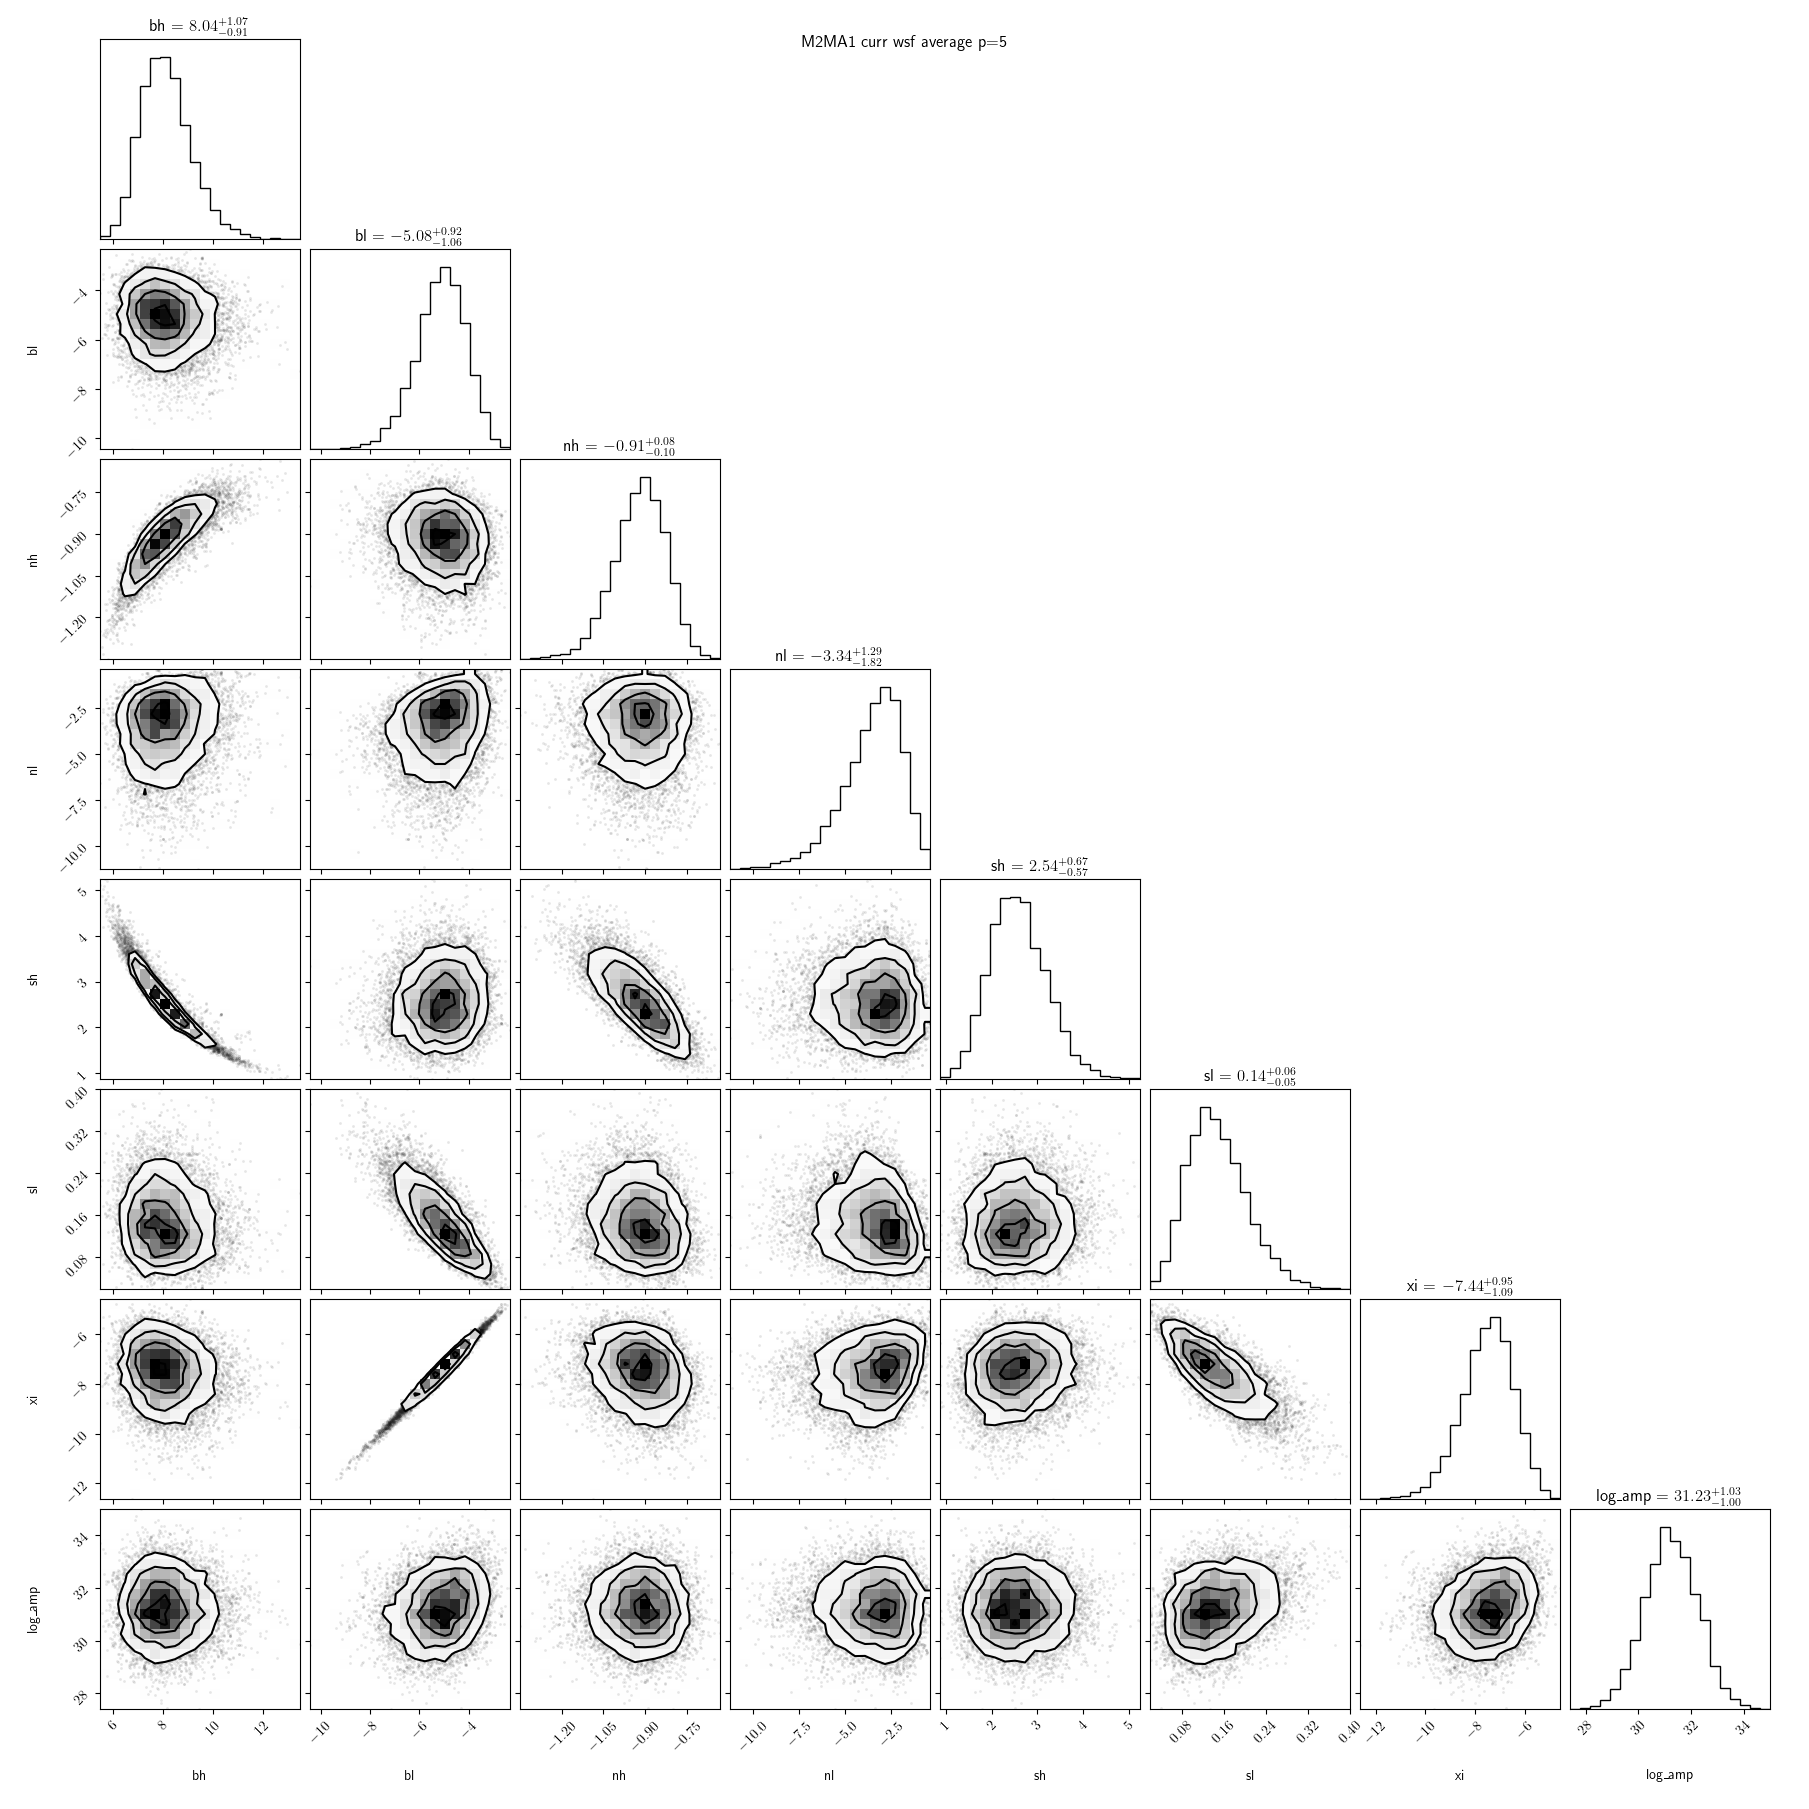 bh = 8.04^{+1.07}_{-0.91}
M2MA1 curr wsf average p=5
bl = −5.08^{+0.92}_{−1.06}
bl
−4
−6
−8
−10
nh = −0.91^{+0.08}_{−0.10}
nh
−0.75
−0.90
−1.05
−1.20
nl = −3.34^{+1.29}_{−1.82}
nl
−2.5
−5.0
−7.5
−10.0
sh = 2.54^{+0.67}_{−0.57}
sh
5
4
3
2
1
sl = 0.14^{+0.06}_{−0.05}
sl
0.40
0.32
0.24
0.16
0.08
xi = −7.44^{+0.95}_{−1.09}
xi
−6
−8
−10
−12
log_amp = 31.23^{+1.03}_{−1.00}
log_amp
34
32
30
28
6 8 10 12 −10 −8 −6 −4 −1.20 −1.05 −0.90 −0.75 −10.0 −7.5 −5.0 −2.5 1 2 3 4 5 0.08 0.16 0.24 0.32 0.40 −12 −10 −8 −6 28 30 32 34
bh bl nh nl sh sl xi log_amp